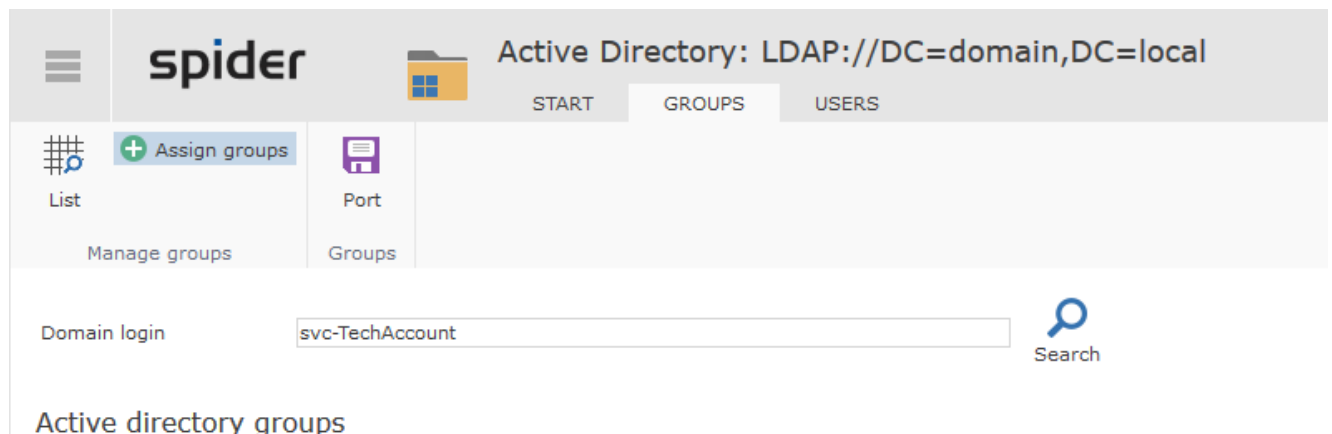 spider
Active Directory: LDAP://DC=domain,DC=local
START GROUPS USERS
Assign groups
List Port
Manage groups Groups
Domain login svc-TechAccount
Search
Active directory groups